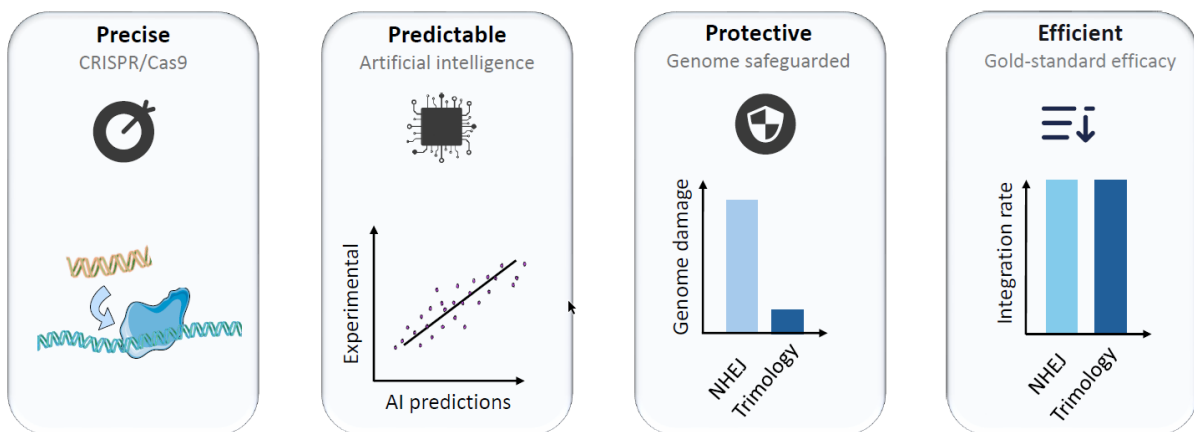 Precise
CRISPR/Cas9
Predictable
Artificial intelligence
Experimental
AI predictions
Protective
Genome safeguarded
Genome damage
NHEJ
Trimology
Efficient
Gold-standard efficacy
Integration rate
NHEJ
Trimology